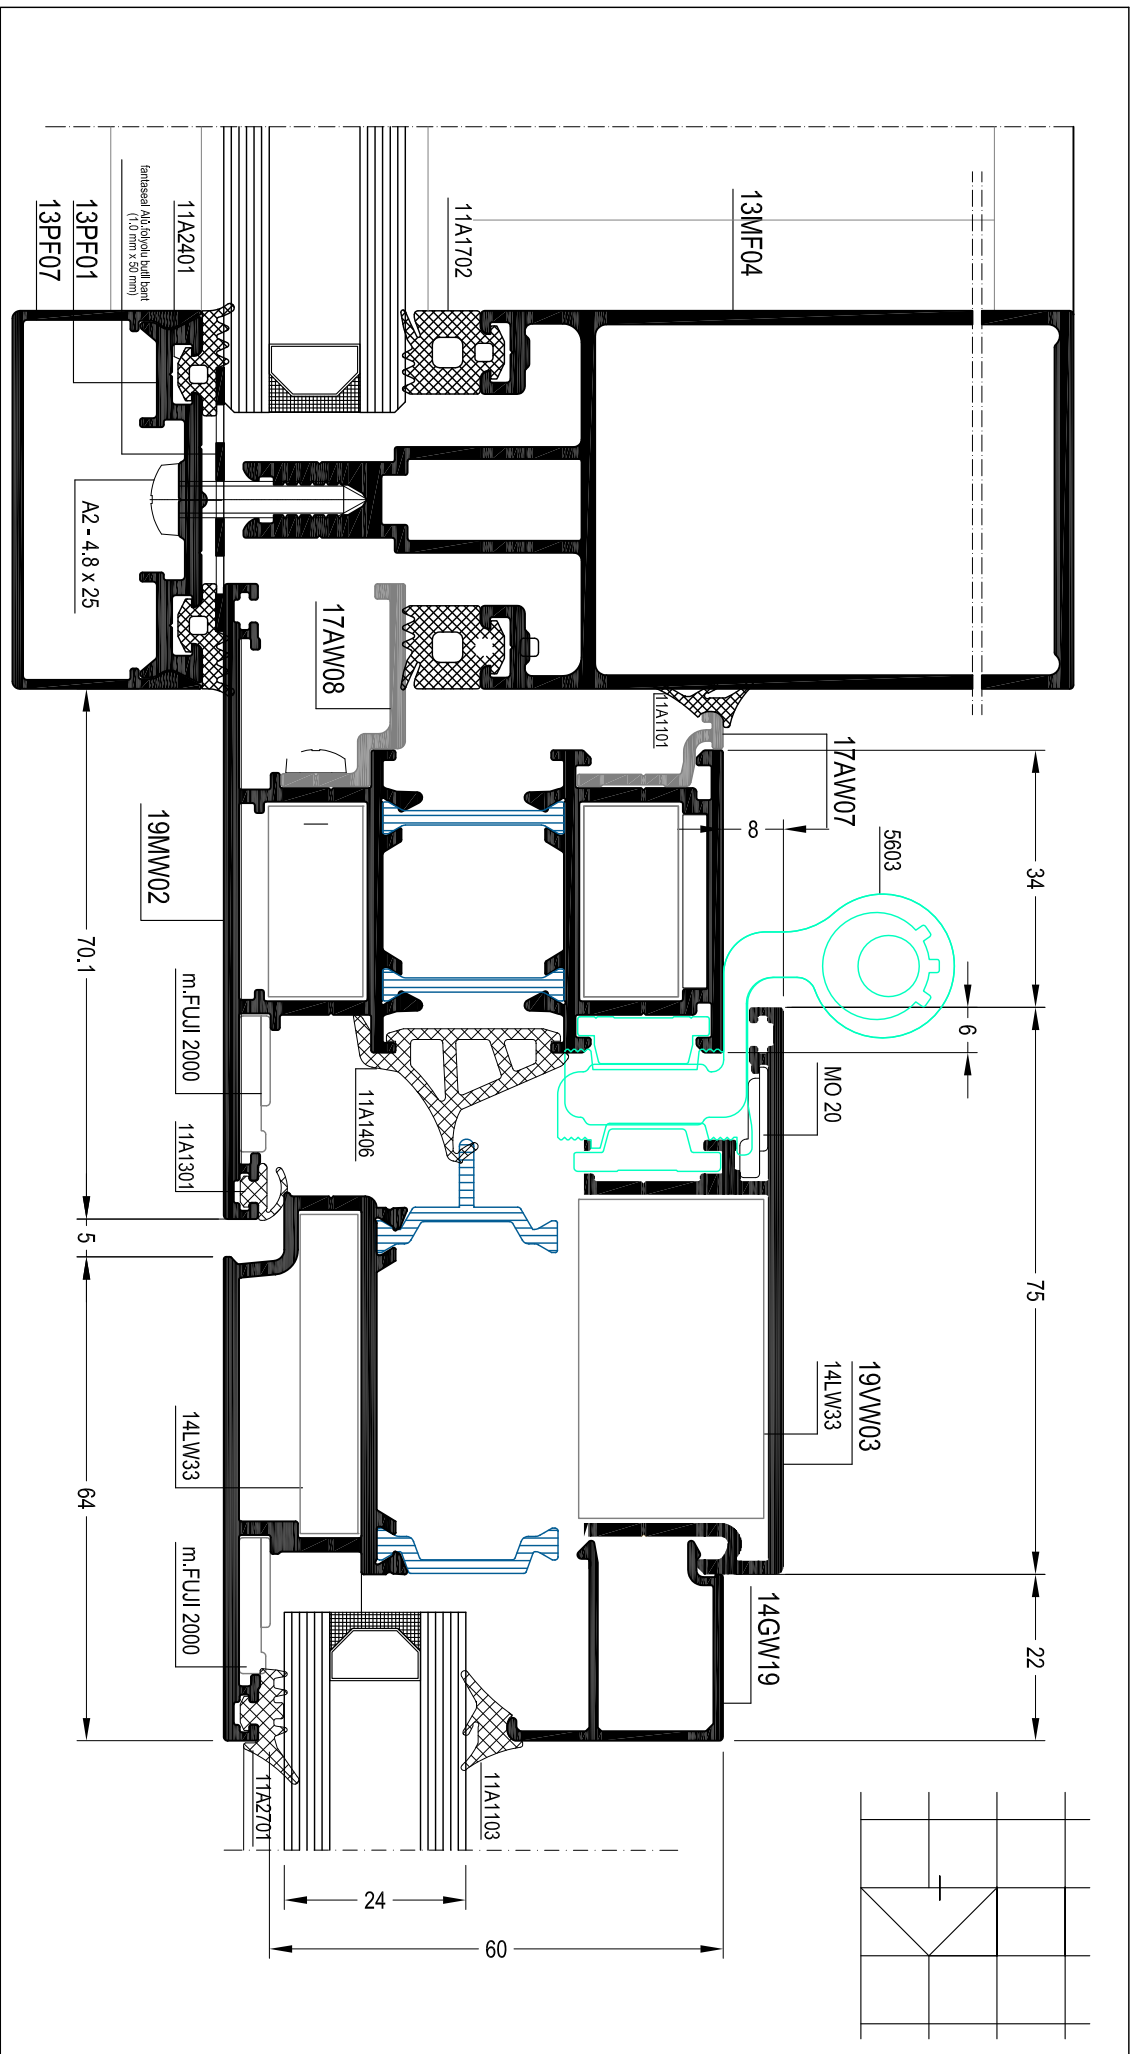 13MF04
11A1702
fantaseal Alü.folyolu butil bant
(1.0 mm x 50 mm)
11A2401
13PF01
13PF07
A2 - 4.8 x 25
17AW08
11A1101
17AW07
8
5603
34
6
MO 20
19MW02
70.1
m.FUJI 2000
11A1301
11A1406
5
75
19VW03
14LW33
14LW33
64
m.FUJI 2000
14GW19
22
11A1103
11A2701
24
60